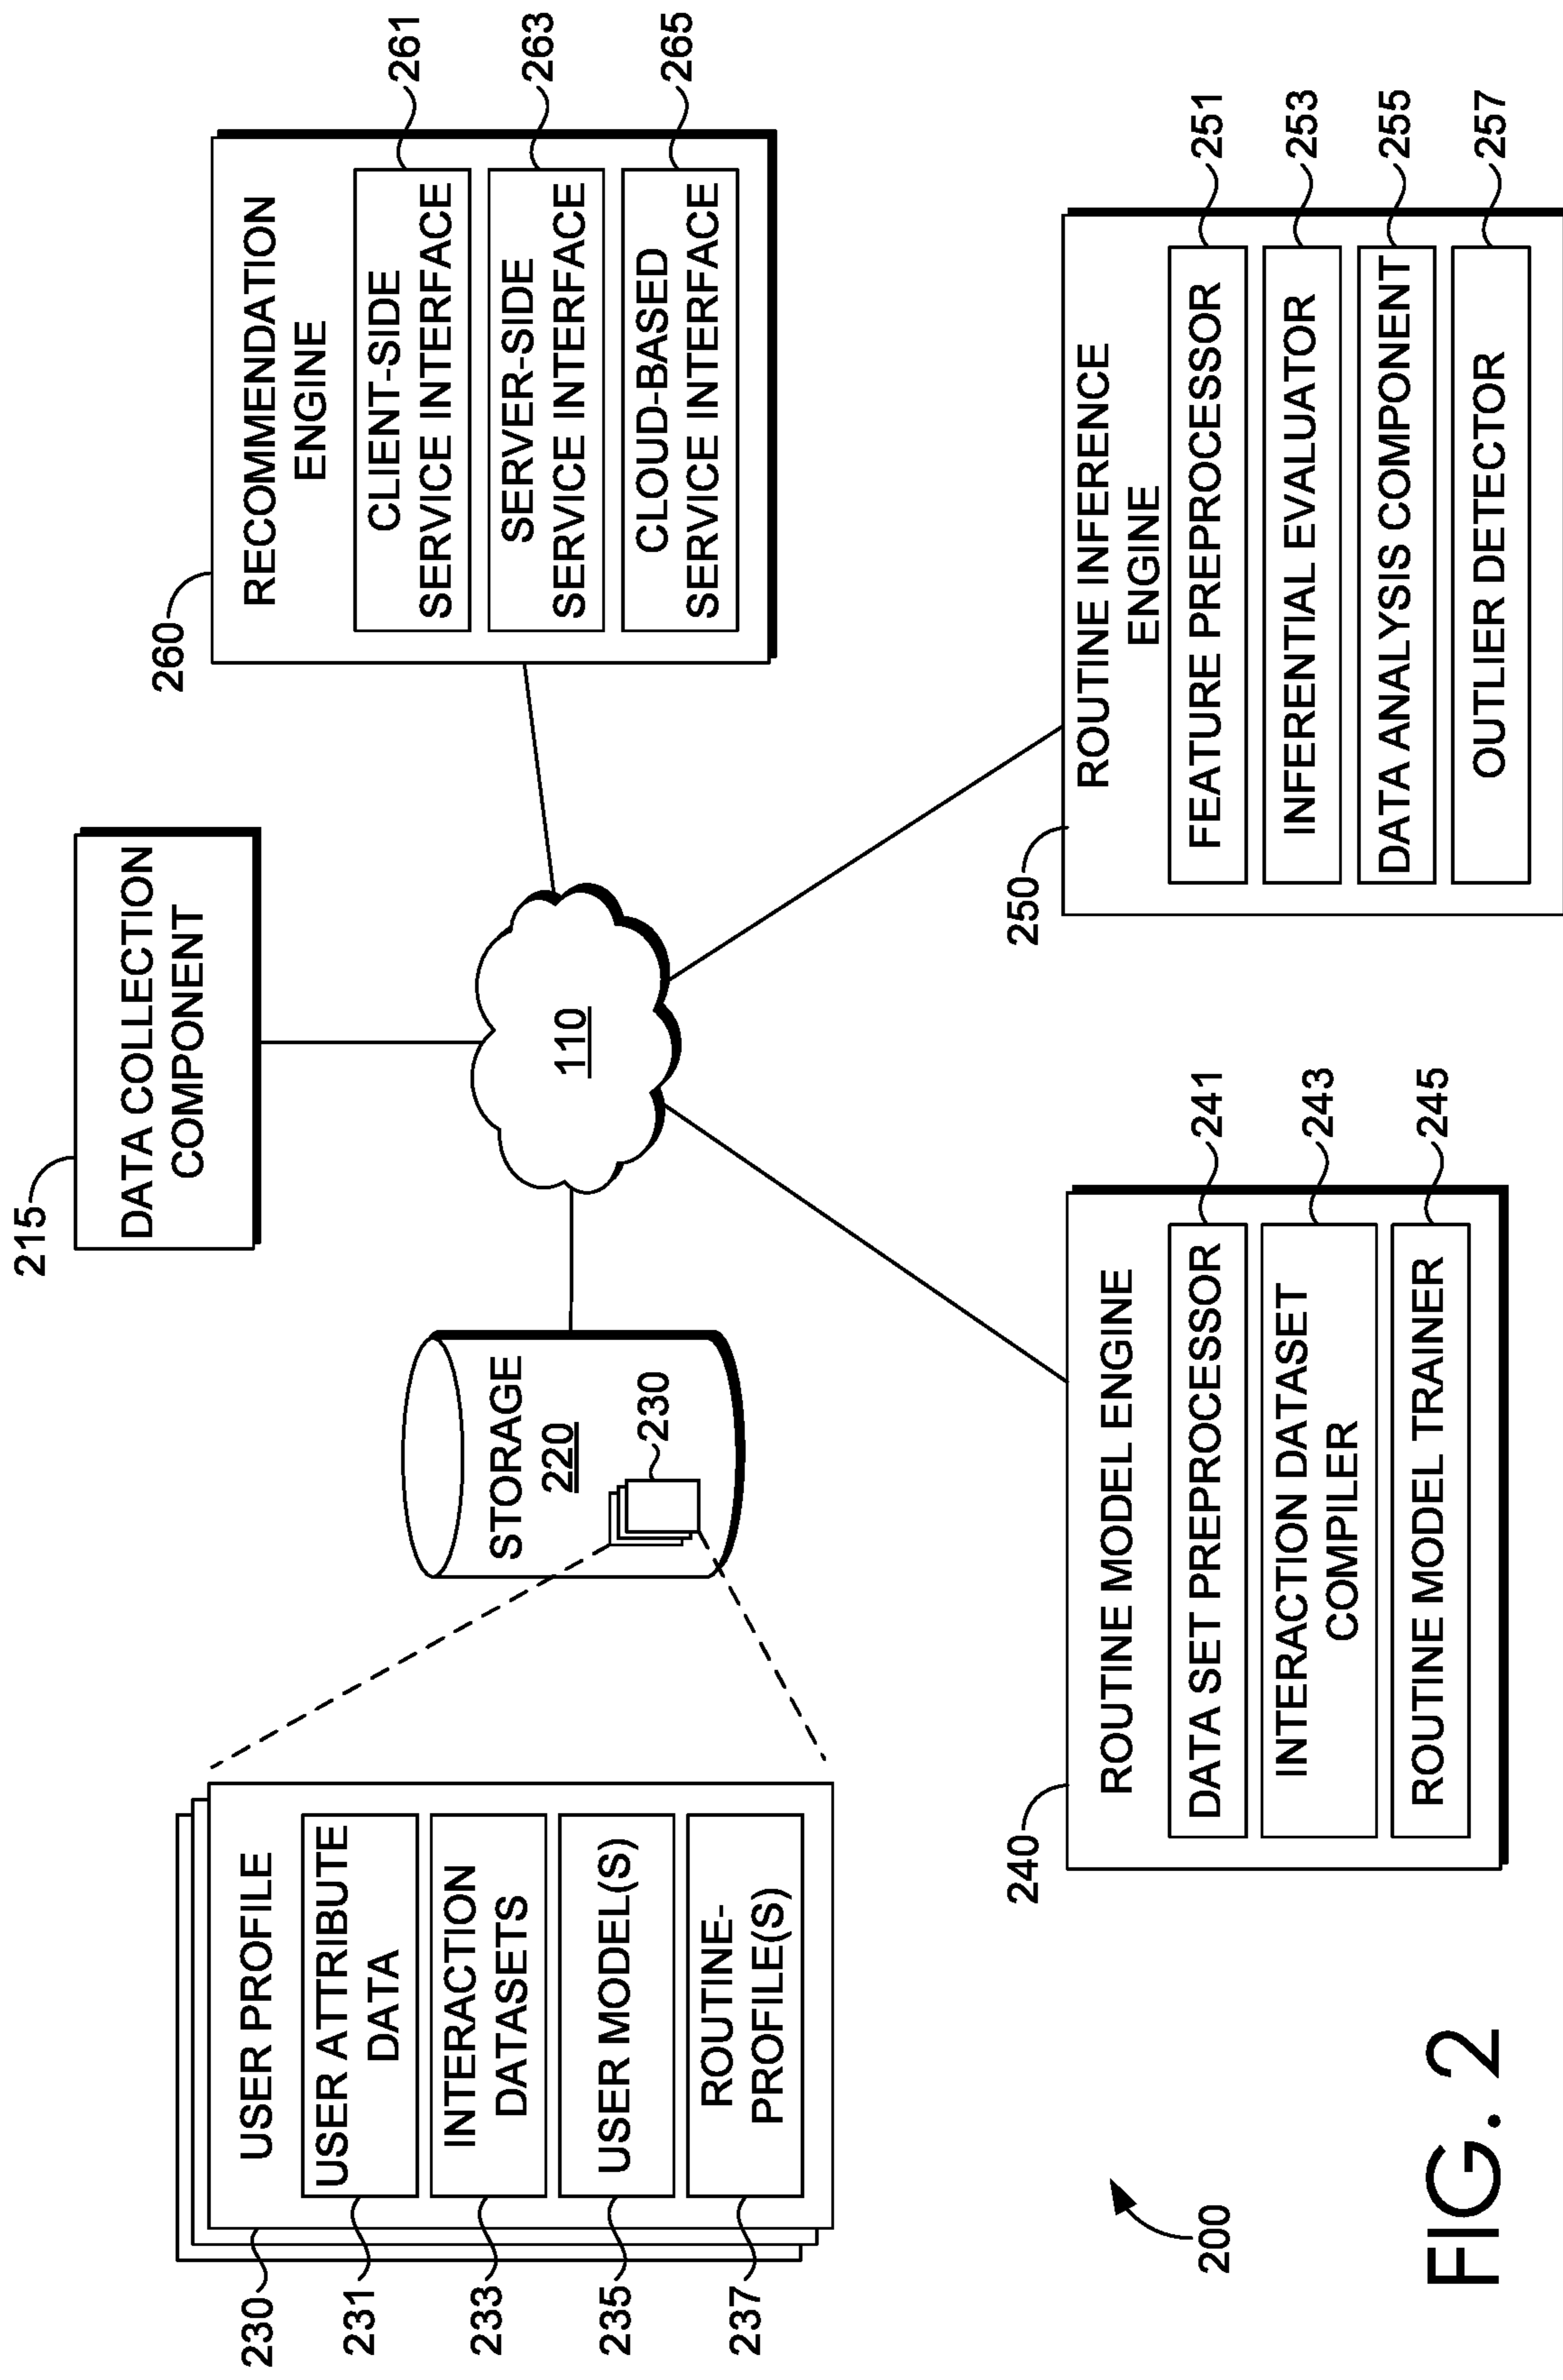 215
DATA COLLECTION
COMPONENT
260
RECOMMENDATION
ENGINE
CLIENT-SIDE
SERVICE INTERFACE
261
SERVER-SIDE
SERVICE INTERFACE
263
CLOUD-BASED
SERVICE INTERFACE
265
230
USER PROFILE
USER ATTRIBUTE
DATA
231
INTERACTION
DATASETS
233
USER MODEL(S)
235
ROUTINE-
PROFILE(S)
237
STORAGE
220
230
110
240
ROUTINE MODEL ENGINE
DATA SET PREPROCESSOR
241
INTERACTION DATASET
COMPILER
243
ROUTINE MODEL TRAINER
245
250
ROUTINE INFERENCE
ENGINE
FEATURE PREPROCESSOR
251
INFERENTIAL EVALUATOR
253
DATA ANALYSIS COMPONENT
255
OUTLIER DETECTOR
257
200
FIG. 2